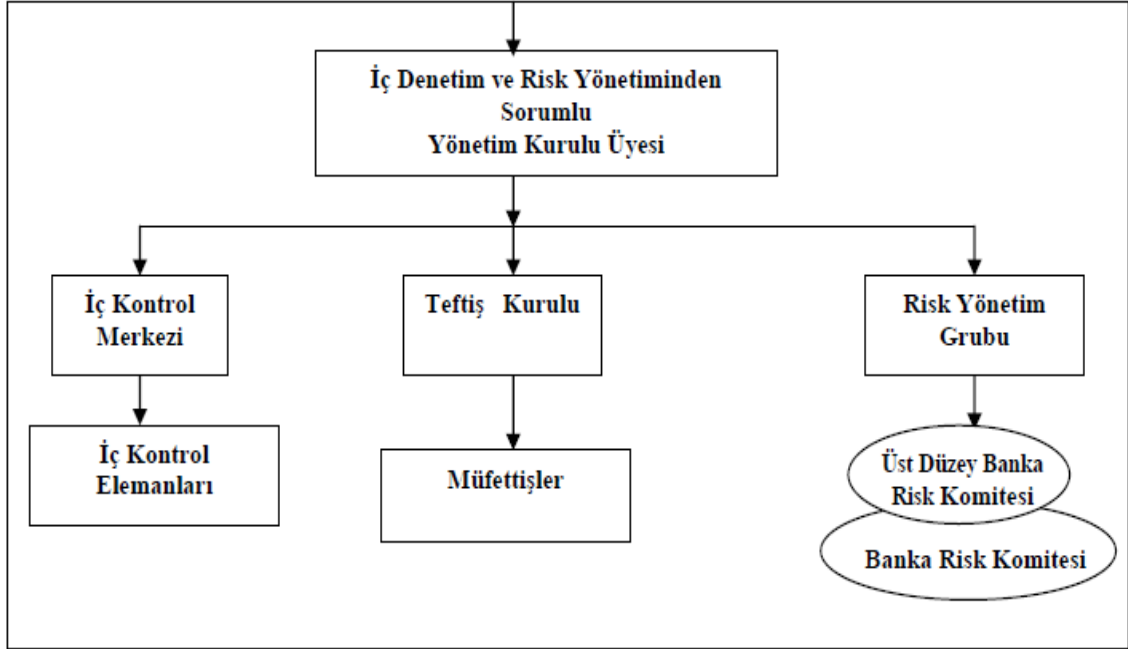 İç Denetim ve Risk Yönetiminden
Sorumlu
Yönetim Kurulu Üyesi
İç Kontrol
Merkezi
Teftiş Kurulu
Risk Yönetim
Grubu
İç Kontrol
Elemanları
Müfettişler
Üst Düzey Banka
Risk Komitesi
Banka Risk Komitesi